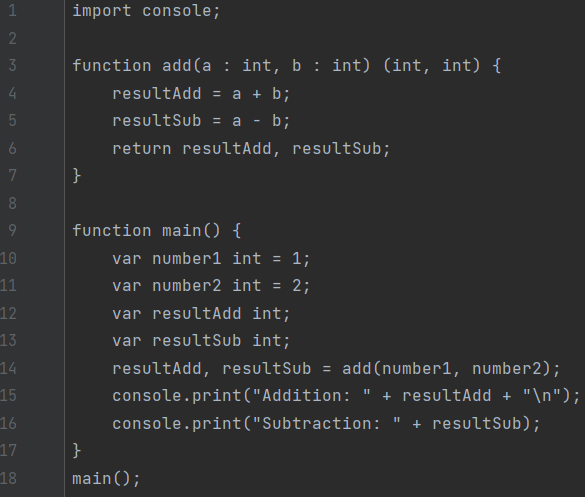 1 import console;
2
3 function add(a : int, b : int) (int, int) {
4     resultAdd = a + b;
5     resultSub = a - b;
6     return resultAdd, resultSub;
7 }
8
9 function main() {
10     var number1 int = 1;
11     var number2 int = 2;
12     var resultAdd int;
13     var resultSub int;
14     resultAdd, resultSub = add(number1, number2);
15     console.print("Addition: " + resultAdd + "\n");
16     console.print("Subtraction: " + resultSub);
17 }
18 main();